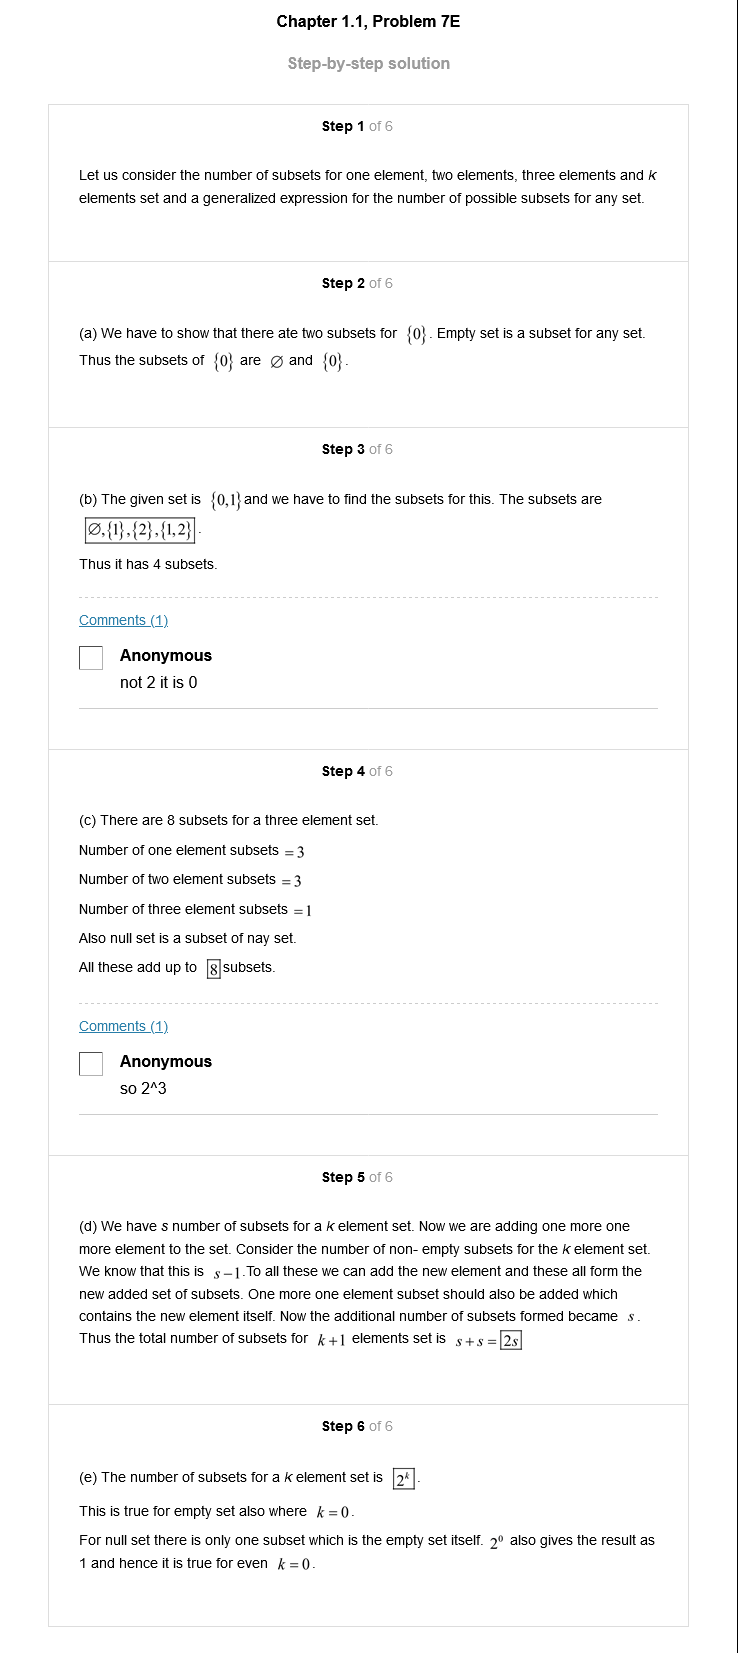 Chapter 1.1, Problem 7E
Step-by-step solution
Step 1 of 6
Let us consider the number of subsets for one element, two elements, three elements and k
elements set and a generalized expression for the number of possible subsets for any set.
Step 2 of 6
(a) We have to show that there ate two subsets for {0}. Empty set is a subset for any set.
Thus the subsets of {0} are ∅ and {0}.
Step 3 of 6
(b) The given set is {0,1} and we have to find the subsets for this. The subsets are
∅,{1},{2},{1,2}.
Thus it has 4 subsets.
Comments (1)
Anonymous
not 2 it is 0
Step 4 of 6
(c) There are 8 subsets for a three element set.
Number of one element subsets = 3
Number of two element subsets = 3
Number of three element subsets = 1
Also null set is a subset of nay set.
All these add up to 8 subsets.
Comments (1)
Anonymous
so 2^3
Step 5 of 6
(d) We have s number of subsets for a k element set. Now we are adding one more one
more element to the set. Consider the number of non- empty subsets for the k element set.
We know that this is s−1.To all these we can add the new element and these all form the
new added set of subsets. One more one element subset should also be added which
contains the new element itself. Now the additional number of subsets formed became s.
Thus the total number of subsets for k+1 elements set is s+s=2s
Step 6 of 6
(e) The number of subsets for a k element set is 2^k.
This is true for empty set also where k=0.
For null set there is only one subset which is the empty set itself. 2^0 also gives the result as
1 and hence it is true for even k=0.